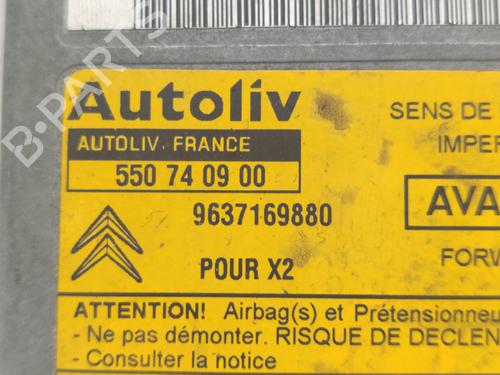 B-PARTS
Autoliv
AUTOLIV. FRANCE
550 74 09 00
9637169880
POUR X2
SENS DE
IMPER
AVA
FORW
ATTENTION! Airbag(s) et Prétensionneu
- Ne pas démonter. RISQUE DE DECLEN
- Consulter la notice